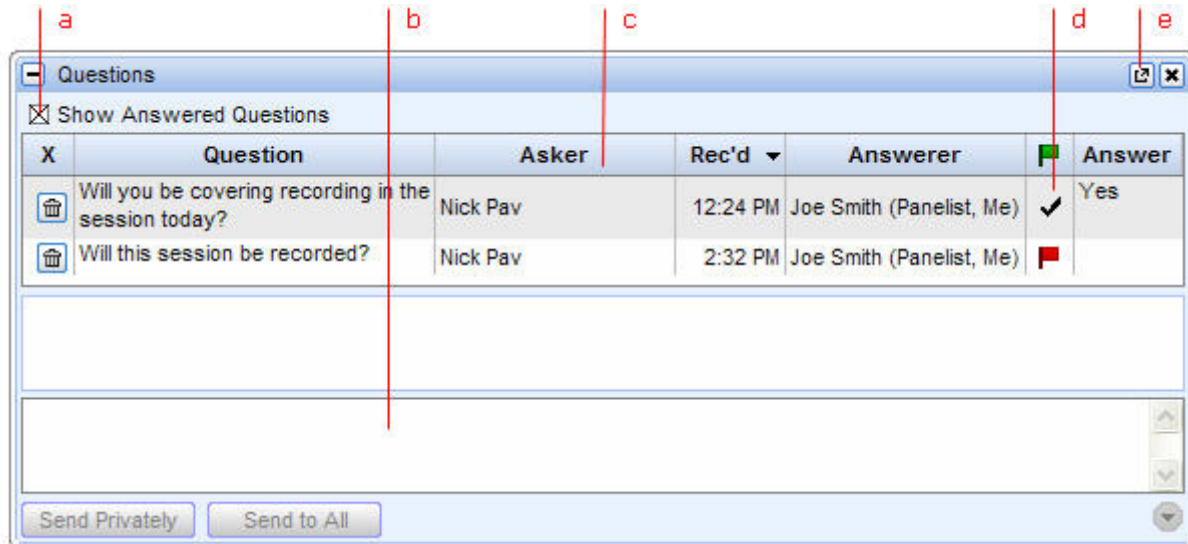 a b c d e
Questions
Show Answered Questions
X Question Asker Rec'd Answerer Answer
Will you be covering recording in the session today? Nick Pav 12:24 PM Joe Smith (Panelist, Me) Yes
Will this session be recorded? Nick Pav 2:32 PM Joe Smith (Panelist, Me)
Send Privately Send to All